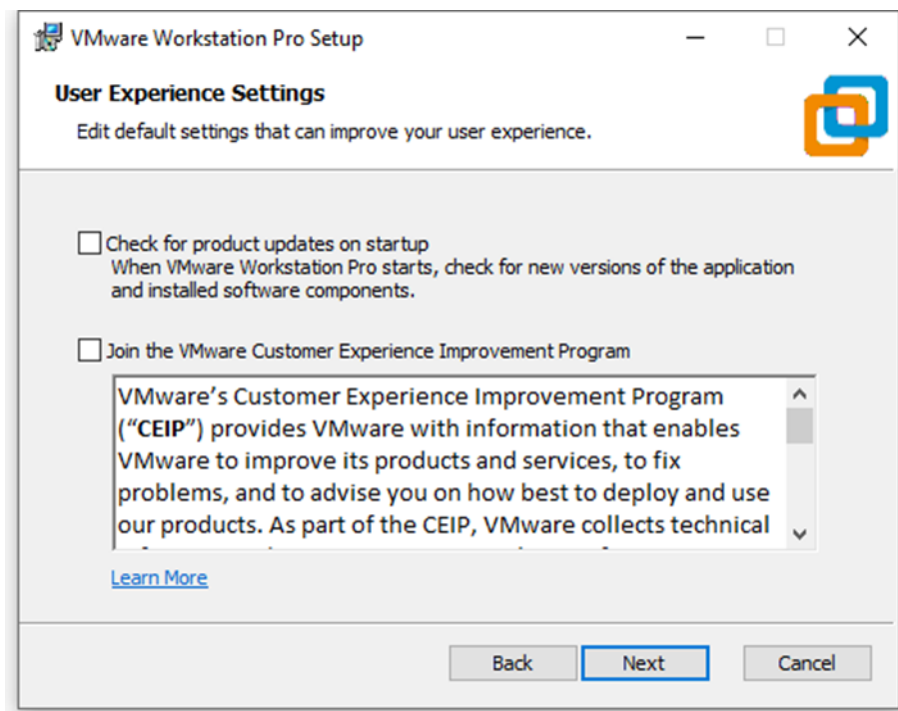 VMware Workstation Pro Setup
User Experience Settings
Edit default settings that can improve your user experience.
Check for product updates on startup
When VMware Workstation Pro starts, check for new versions of the application
and installed software components.
Join the VMware Customer Experience Improvement Program
VMware’s Customer Experience Improvement Program
(“CEIP”) provides VMware with information that enables
VMware to improve its products and services, to fix
problems, and to advise you on how best to deploy and use
our products. As part of the CEIP, VMware collects technical
Learn More
Back Next Cancel